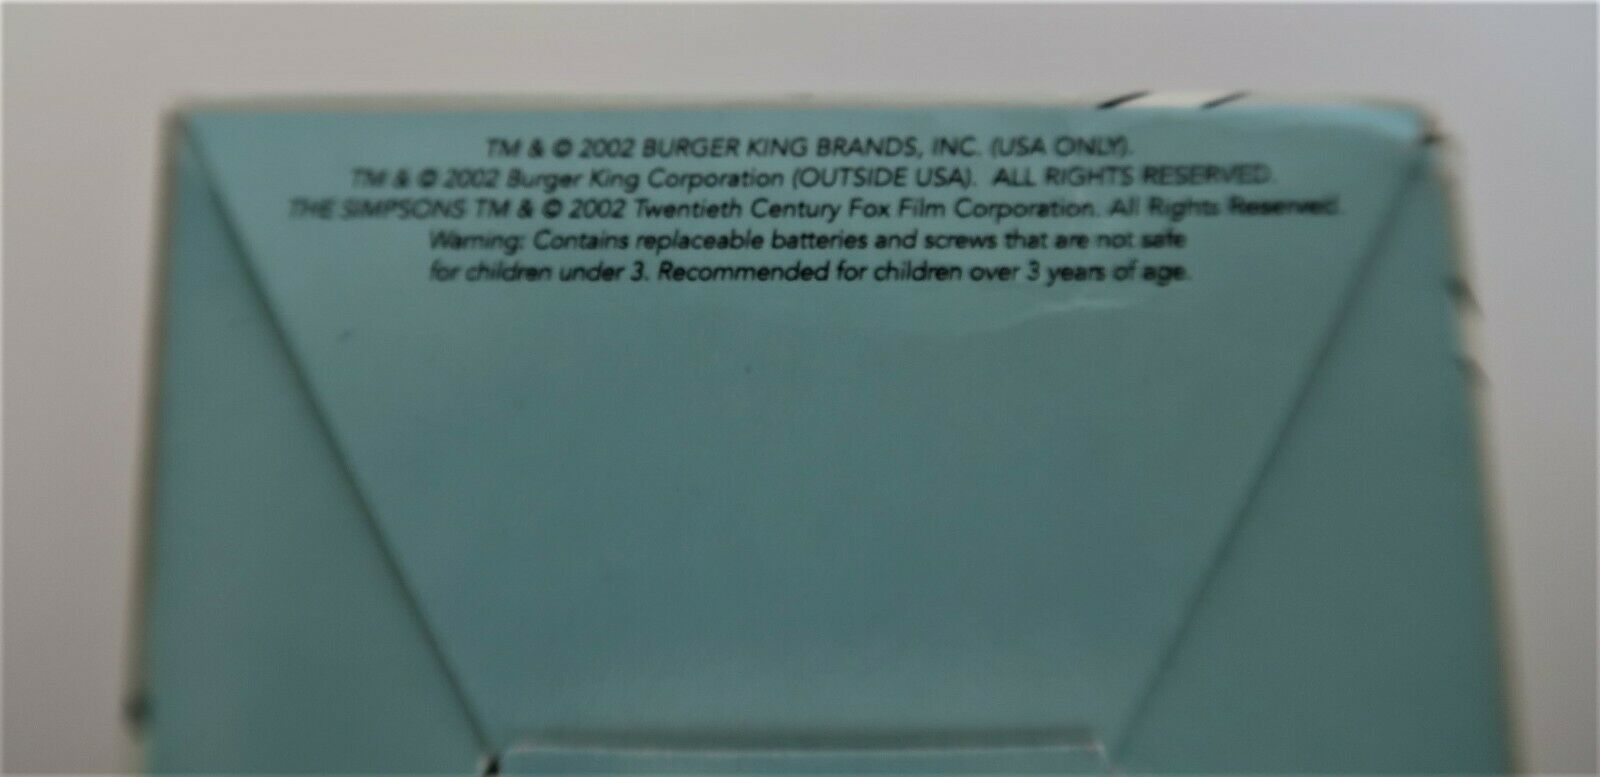 TM & © 2002 BURGER KING BRANDS, INC. (USA ONLY).
TM & © 2002 Burger King Corporation (OUTSIDE USA). ALL RIGHTS RESERVED.
THE SIMPSONS TM & © 2002 Twentieth Century Fox Film Corporation. All Rights Reserved.
Warning: Contains replaceable batteries and screws that are not safe
for children under 3. Recommended for children over 3 years of age.